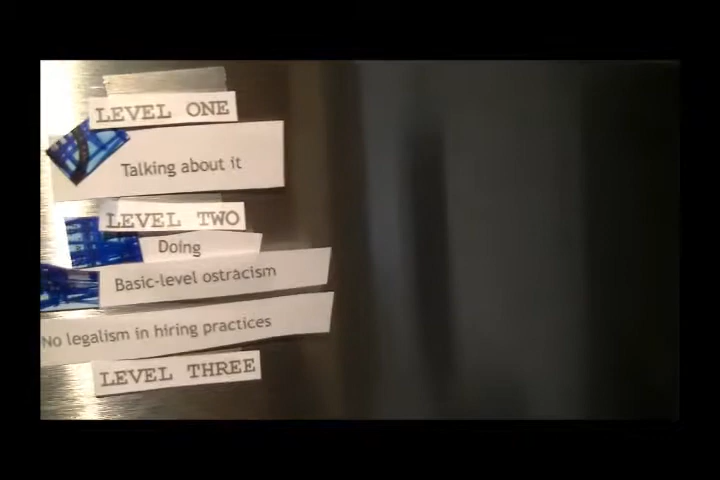 LEVEL ONE
Talking about it
LEVEL TWO
Doing
Basic-level ostracism
No legalism in hiring practices
LEVEL THREE